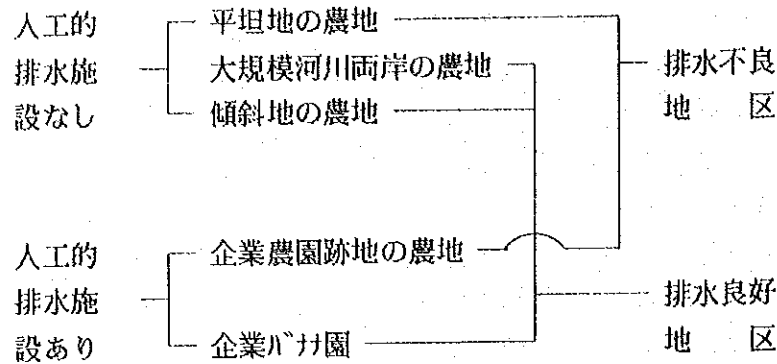 人工的
排水施
設なし
平坦地の農地
大規模河川両岸の農地
傾斜地の農地
排水不良
地 区
人工的
排水施
設あり
企業農園跡地の農地
企業ﾊﾞﾅﾅ園
排水良好
地 区